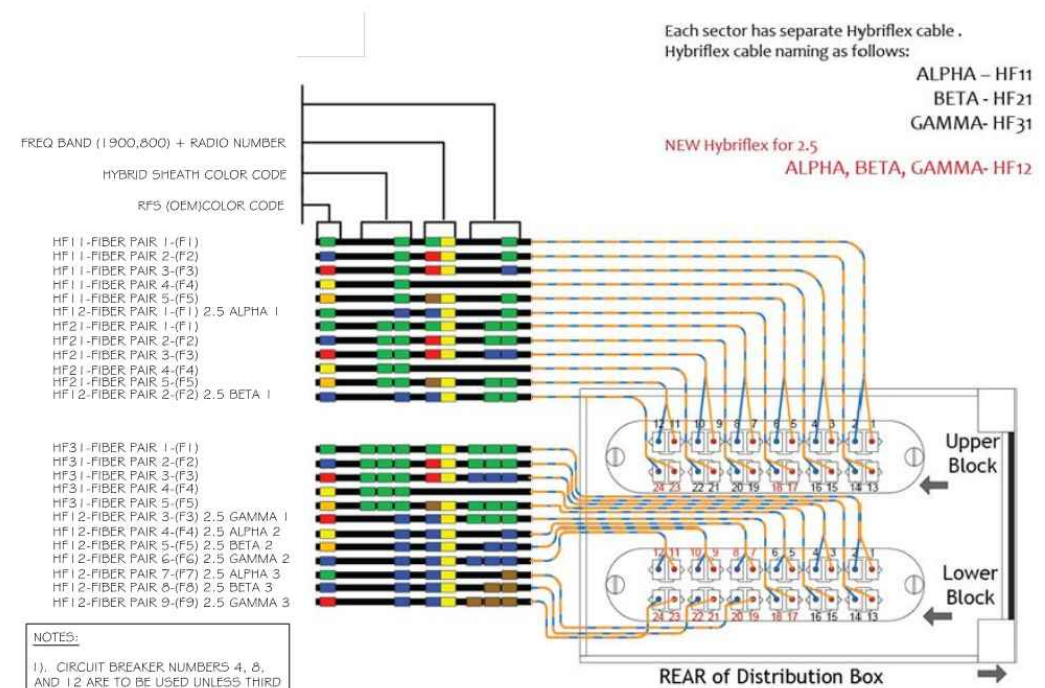 Each sector has separate Hybriflex cable .
Hybriflex cable naming as follows:
ALPHA – HF11
BETA - HF21
GAMMA- HF31
NEW Hybriflex for 2.5
ALPHA, BETA, GAMMA- HF12
FREQ BAND (1900,800) + RADIO NUMBER
HYBRID SHEATH COLOR CODE
RFS (OEM)COLOR CODE
HF11-FIBER PAIR 1-(F1)
HF11-FIBER PAIR 2-(F2)
HF11-FIBER PAIR 3-(F3)
HF11-FIBER PAIR 4-(F4)
HF11-FIBER PAIR 5-(F5)
HF12-FIBER PAIR 1-(F1) 2.5 ALPHA 1
HF21-FIBER PAIR 1-(F1)
HF21-FIBER PAIR 2-(F2)
HF21-FIBER PAIR 3-(F3)
HF21-FIBER PAIR 4-(F4)
HF21-FIBER PAIR 5-(F5)
HF12-FIBER PAIR 2-(F2) 2.5 BETA 1
12 11 10 9 8 7 6 5 4 3 2 1
Upper
Block
24 23 22 21 20 19 18 17 16 15 14 13
HF31-FIBER PAIR 1-(F1)
HF31-FIBER PAIR 2-(F2)
HF31-FIBER PAIR 3-(F3)
HF31-FIBER PAIR 4-(F4)
HF31-FIBER PAIR 5-(F5)
HF12-FIBER PAIR 3-(F3) 2.5 GAMMA 1
HF12-FIBER PAIR 4-(F4) 2.5 ALPHA 2
HF12-FIBER PAIR 5-(F5) 2.5 BETA 2
HF12-FIBER PAIR 6-(F6) 2.5 GAMMA 2
HF12-FIBER PAIR 7-(F7) 2.5 ALPHA 3
HF12-FIBER PAIR 8-(F8) 2.5 BETA 3
HF12-FIBER PAIR 9-(F9) 2.5 GAMMA 3
12 11 10 9 8 7 6 5 4 3 2 1
Lower
Block
24 23 22 21 20 19 18 17 16 15 14 13
REAR of Distribution Box
NOTES:
1). CIRCUIT BREAKER NUMBERS 4, 8,
AND 12 ARE TO BE USED UNLESS THIRD